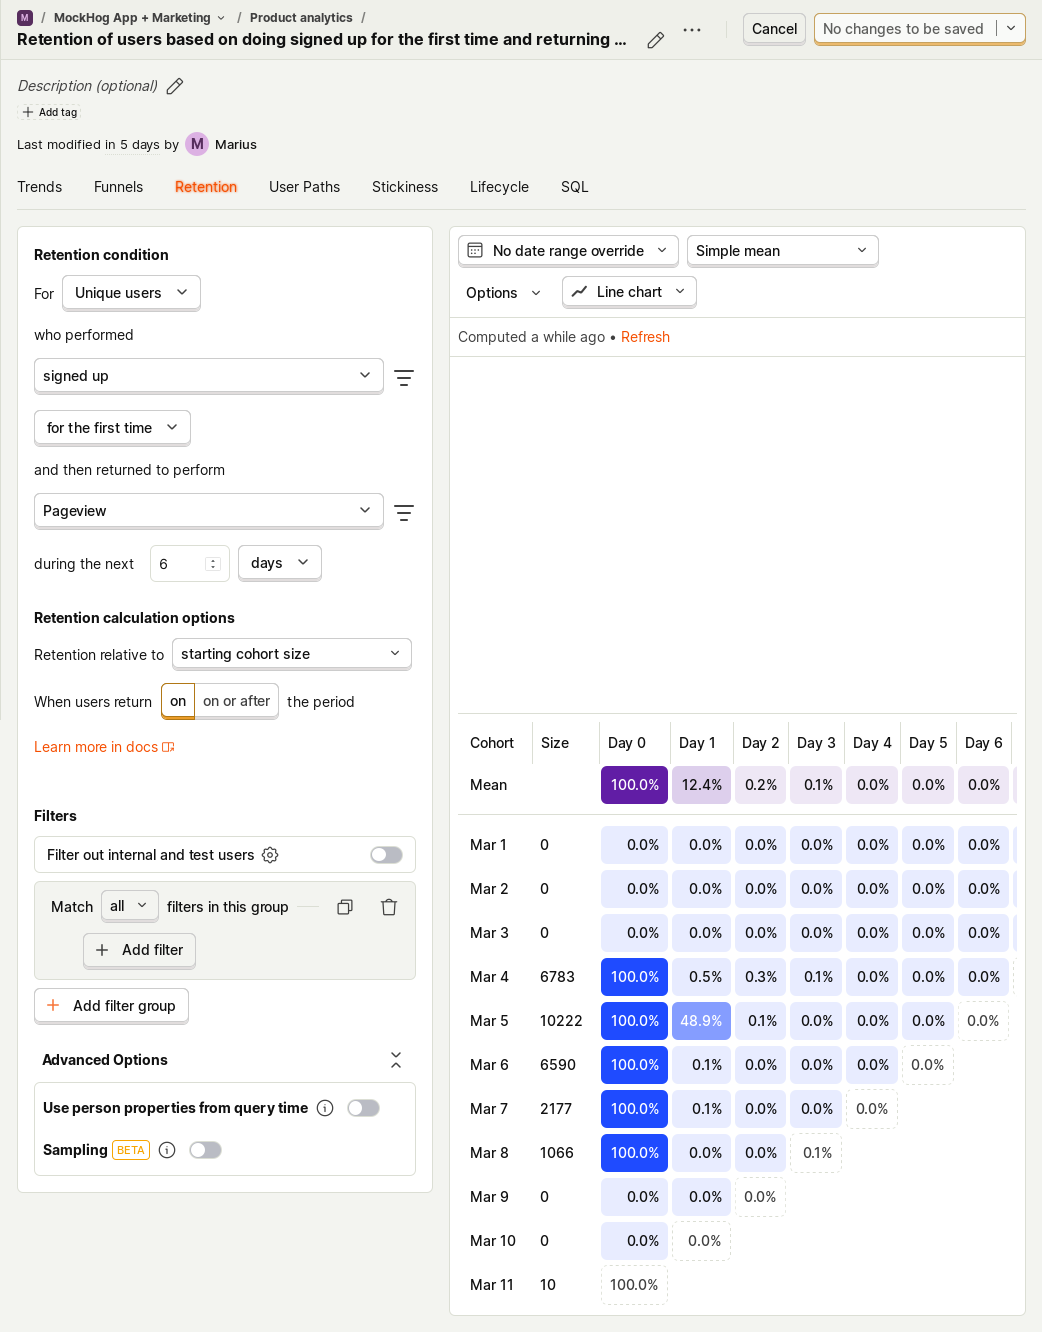 M / MockHog App + Marketing / Product analytics /
Retention of users based on doing signed up for the first time and returning ...
Cancel
No changes to be saved
Description (optional)
Add tag
Last modified in 5 days by M Marius
Trends Funnels Retention User Paths Stickiness Lifecycle SQL
Retention condition
For Unique users
who performed
signed up
for the first time
and then returned to perform
Pageview
during the next 6 days
Retention calculation options
Retention relative to starting cohort size
When users return on on or after the period
Learn more in docs
Filters
Filter out internal and test users
Match all filters in this group
Add filter
Add filter group
Advanced Options
Use person properties from query time
Sampling BETA
No date range override Simple mean
Options Line chart
Computed a while ago • Refresh
Cohort Size Day 0 Day 1 Day 2 Day 3 Day 4 Day 5 Day 6
Mean 100.0% 12.4% 0.2% 0.1% 0.0% 0.0% 0.0%
Mar 1 0 0.0% 0.0% 0.0% 0.0% 0.0% 0.0% 0.0%
Mar 2 0 0.0% 0.0% 0.0% 0.0% 0.0% 0.0% 0.0%
Mar 3 0 0.0% 0.0% 0.0% 0.0% 0.0% 0.0% 0.0%
Mar 4 6783 100.0% 0.5% 0.3% 0.1% 0.0% 0.0% 0.0%
Mar 5 10222 100.0% 48.9% 0.1% 0.0% 0.0% 0.0% 0.0%
Mar 6 6590 100.0% 0.1% 0.0% 0.0% 0.0% 0.0%
Mar 7 2177 100.0% 0.1% 0.0% 0.0% 0.0%
Mar 8 1066 100.0% 0.0% 0.0% 0.1%
Mar 9 0 0.0% 0.0% 0.0%
Mar 10 0 0.0% 0.0%
Mar 11 10 100.0%